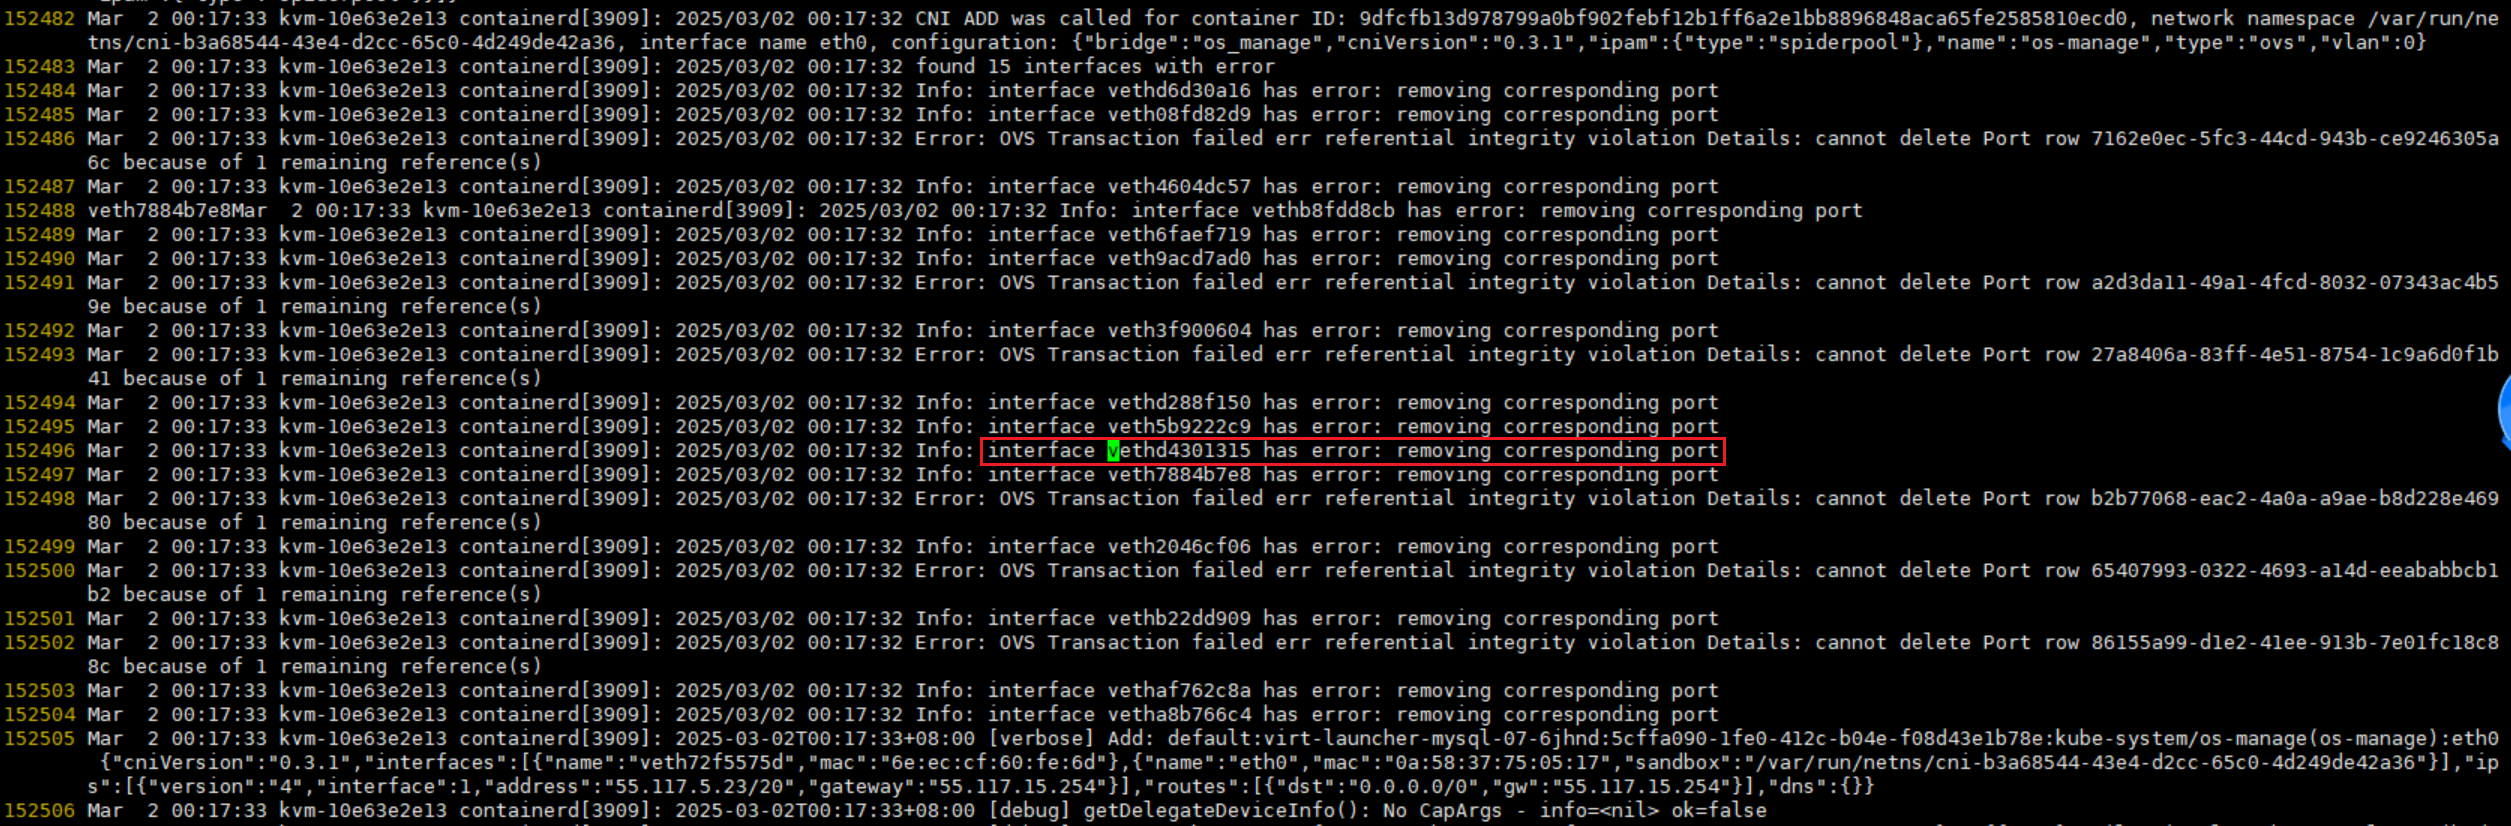 152482 Mar  2 00:17:33 kvm-10e63e2e13 containerd[3909]: 2025/03/02 00:17:32 CNI ADD was called for container ID: 9dfcfb13d978799a0bf902febf12b1ff6a2e1bb8896848aca65fe2585810ecd0, network namespace /var/run/ne
tns/cni-b3a68544-43e4-d2cc-65c0-4d249de42a36, interface name eth0, configuration: {"bridge":"os_manage","cniVersion":"0.3.1","ipam":{"type":"spiderpool"},"name":"os-manage","type":"ovs","vlan":0}
152483 Mar  2 00:17:33 kvm-10e63e2e13 containerd[3909]: 2025/03/02 00:17:32 found 15 interfaces with error
152484 Mar  2 00:17:33 kvm-10e63e2e13 containerd[3909]: 2025/03/02 00:17:32 Info: interface vethd6d30a16 has error: removing corresponding port
152485 Mar  2 00:17:33 kvm-10e63e2e13 containerd[3909]: 2025/03/02 00:17:32 Info: interface veth08fd82d9 has error: removing corresponding port
152486 Mar  2 00:17:33 kvm-10e63e2e13 containerd[3909]: 2025/03/02 00:17:32 Error: OVS Transaction failed err referential integrity violation Details: cannot delete Port row 7162e0ec-5fc3-44cd-943b-ce9246305a
6c because of 1 remaining reference(s)
152487 Mar  2 00:17:33 kvm-10e63e2e13 containerd[3909]: 2025/03/02 00:17:32 Info: interface veth4604dc57 has error: removing corresponding port
152488 veth7884b7e8Mar  2 00:17:33 kvm-10e63e2e13 containerd[3909]: 2025/03/02 00:17:32 Info: interface vethb8fdd8cb has error: removing corresponding port
152489 Mar  2 00:17:33 kvm-10e63e2e13 containerd[3909]: 2025/03/02 00:17:32 Info: interface veth6faef719 has error: removing corresponding port
152490 Mar  2 00:17:33 kvm-10e63e2e13 containerd[3909]: 2025/03/02 00:17:32 Info: interface veth9acd7ad0 has error: removing corresponding port
152491 Mar  2 00:17:33 kvm-10e63e2e13 containerd[3909]: 2025/03/02 00:17:32 Error: OVS Transaction failed err referential integrity violation Details: cannot delete Port row a2d3da11-49a1-4fcd-8032-07343ac4b5
9e because of 1 remaining reference(s)
152492 Mar  2 00:17:33 kvm-10e63e2e13 containerd[3909]: 2025/03/02 00:17:32 Info: interface veth3f900604 has error: removing corresponding port
152493 Mar  2 00:17:33 kvm-10e63e2e13 containerd[3909]: 2025/03/02 00:17:32 Error: OVS Transaction failed err referential integrity violation Details: cannot delete Port row 27a8406a-83ff-4e51-8754-1c9a6d0f1b
41 because of 1 remaining reference(s)
152494 Mar  2 00:17:33 kvm-10e63e2e13 containerd[3909]: 2025/03/02 00:17:32 Info: interface vethd288f150 has error: removing corresponding port
152495 Mar  2 00:17:33 kvm-10e63e2e13 containerd[3909]: 2025/03/02 00:17:32 Info: interface veth5b9222c9 has error: removing corresponding port
152496 Mar  2 00:17:33 kvm-10e63e2e13 containerd[3909]: 2025/03/02 00:17:32 Info: interface vethd4301315 has error: removing corresponding port
152497 Mar  2 00:17:33 kvm-10e63e2e13 containerd[3909]: 2025/03/02 00:17:32 Info: interface veth7884b7e8 has error: removing corresponding port
152498 Mar  2 00:17:33 kvm-10e63e2e13 containerd[3909]: 2025/03/02 00:17:32 Error: OVS Transaction failed err referential integrity violation Details: cannot delete Port row b2b77068-eac2-4a0a-a9ae-b8d228e469
80 because of 1 remaining reference(s)
152499 Mar  2 00:17:33 kvm-10e63e2e13 containerd[3909]: 2025/03/02 00:17:32 Info: interface veth2046cf06 has error: removing corresponding port
152500 Mar  2 00:17:33 kvm-10e63e2e13 containerd[3909]: 2025/03/02 00:17:32 Error: OVS Transaction failed err referential integrity violation Details: cannot delete Port row 65407993-0322-4693-a14d-eeababbcb1
b2 because of 1 remaining reference(s)
152501 Mar  2 00:17:33 kvm-10e63e2e13 containerd[3909]: 2025/03/02 00:17:32 Info: interface vethb22dd909 has error: removing corresponding port
152502 Mar  2 00:17:33 kvm-10e63e2e13 containerd[3909]: 2025/03/02 00:17:32 Error: OVS Transaction failed err referential integrity violation Details: cannot delete Port row 86155a99-d1e2-41ee-913b-7e01fc18c8
8c because of 1 remaining reference(s)
152503 Mar  2 00:17:33 kvm-10e63e2e13 containerd[3909]: 2025/03/02 00:17:32 Info: interface vethaf762c8a has error: removing corresponding port
152504 Mar  2 00:17:33 kvm-10e63e2e13 containerd[3909]: 2025/03/02 00:17:32 Info: interface vetha8b766c4 has error: removing corresponding port
152505 Mar  2 00:17:33 kvm-10e63e2e13 containerd[3909]: 2025-03-02T00:17:33+08:00 [verbose] Add: default:virt-launcher-mysql-07-6jhnd:5cffa090-1fe0-412c-b04e-f08d43e1b78e:kube-system/os-manage(os-manage):eth0
{"cniVersion":"0.3.1","interfaces":[{"name":"veth72f5575d","mac":"6e:ec:cf:60:fe:6d"},{"name":"eth0","mac":"0a:58:37:75:05:17","sandbox":"/var/run/netns/cni-b3a68544-43e4-d2cc-65c0-4d249de42a36"}],"ip
s":[{"version":"4","interface":1,"address":"55.117.5.23/20","gateway":"55.117.15.254"}],"routes":[{"dst":"0.0.0.0/0","gw":"55.117.15.254"}],"dns":{}}
152506 Mar  2 00:17:33 kvm-10e63e2e13 containerd[3909]: 2025-03-02T00:17:33+08:00 [debug] getDelegateDeviceInfo(): No CapArgs - info=<nil> ok=false